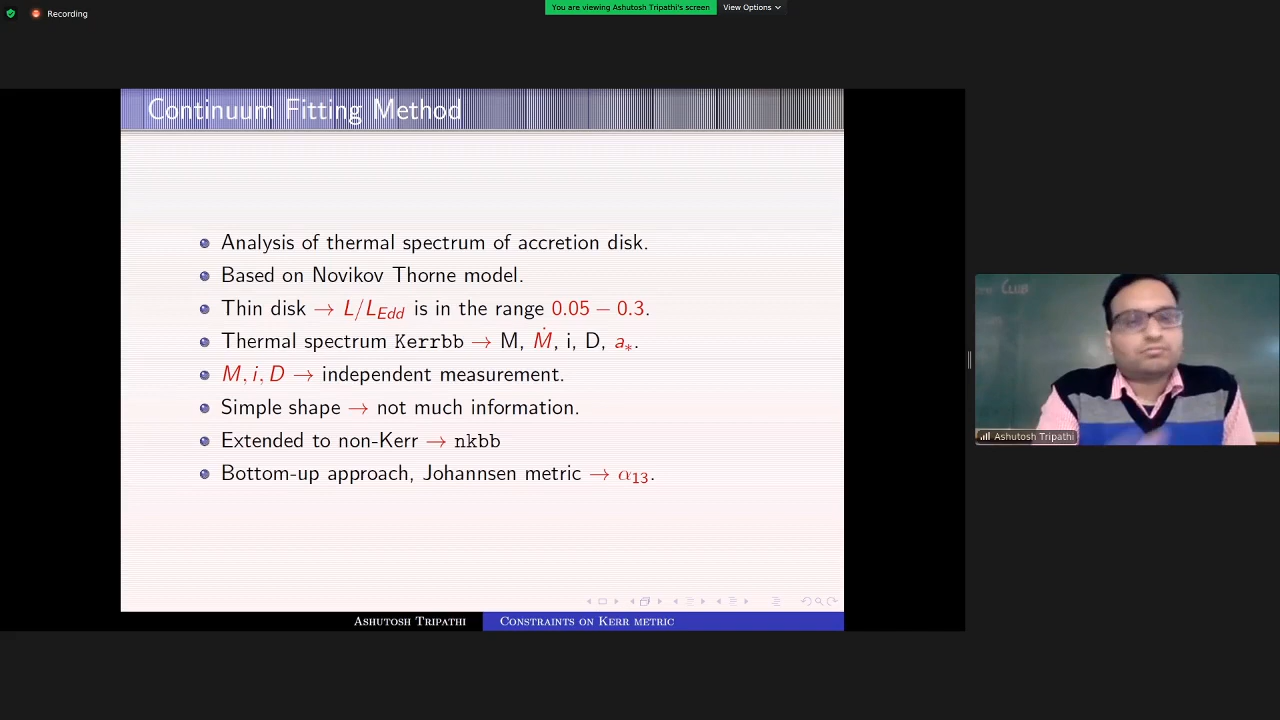 Recording
You are viewing Ashutosh Tripathi's screen
View Options
Continuum Fitting Method
Analysis of thermal spectrum of accretion disk.
Based on Novikov Thorne model.
Thin disk → L/L_Edd is in the range 0.05 − 0.3.
Thermal spectrum Kerrbb → M, Ṁ, i, D, a_*.
M, i, D → independent measurement.
Simple shape → not much information.
Extended to non-Kerr → nkbb
Bottom-up approach, Johannsen metric → α₁₃.
Ashutosh Tripathi
Constraints on Kerr metric
Club
Ashutosh Tripathi